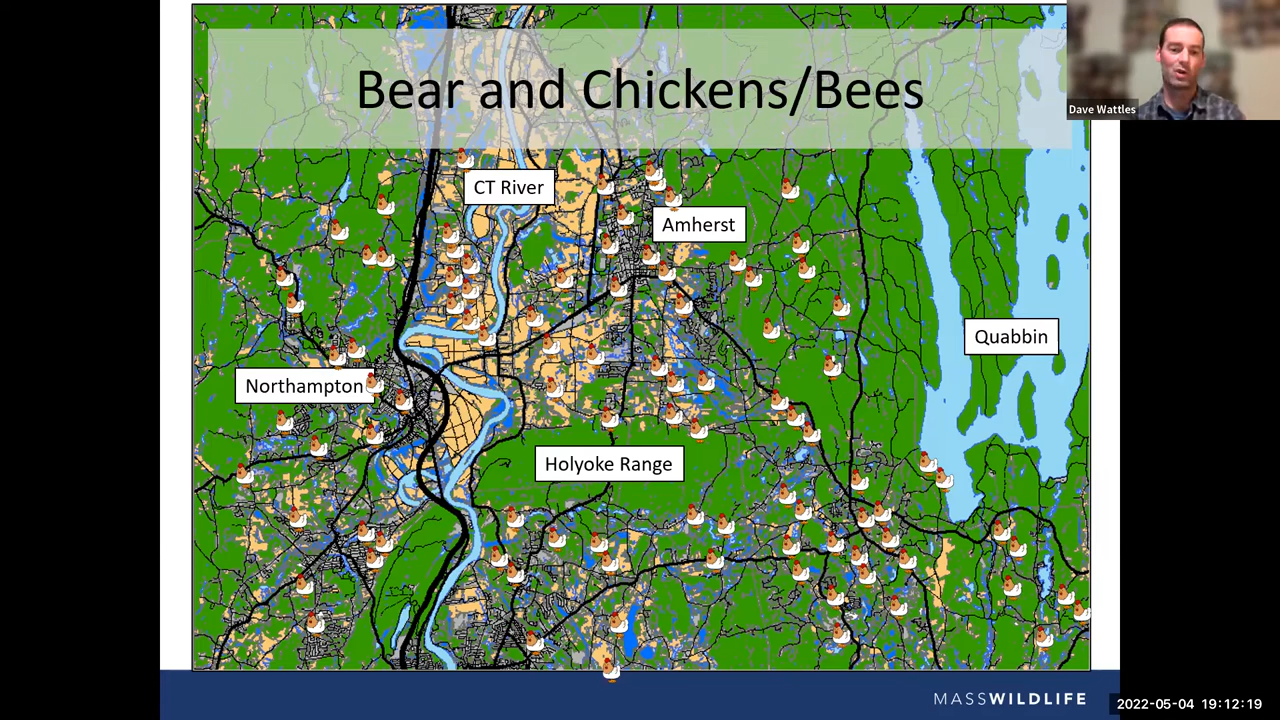 Bear and Chickens/Bees
Dave Wattles
CT River
Amherst
Quabbin
Northampton
Holyoke Range
MASSWILDLIFE
2022-05-04 19:12:19